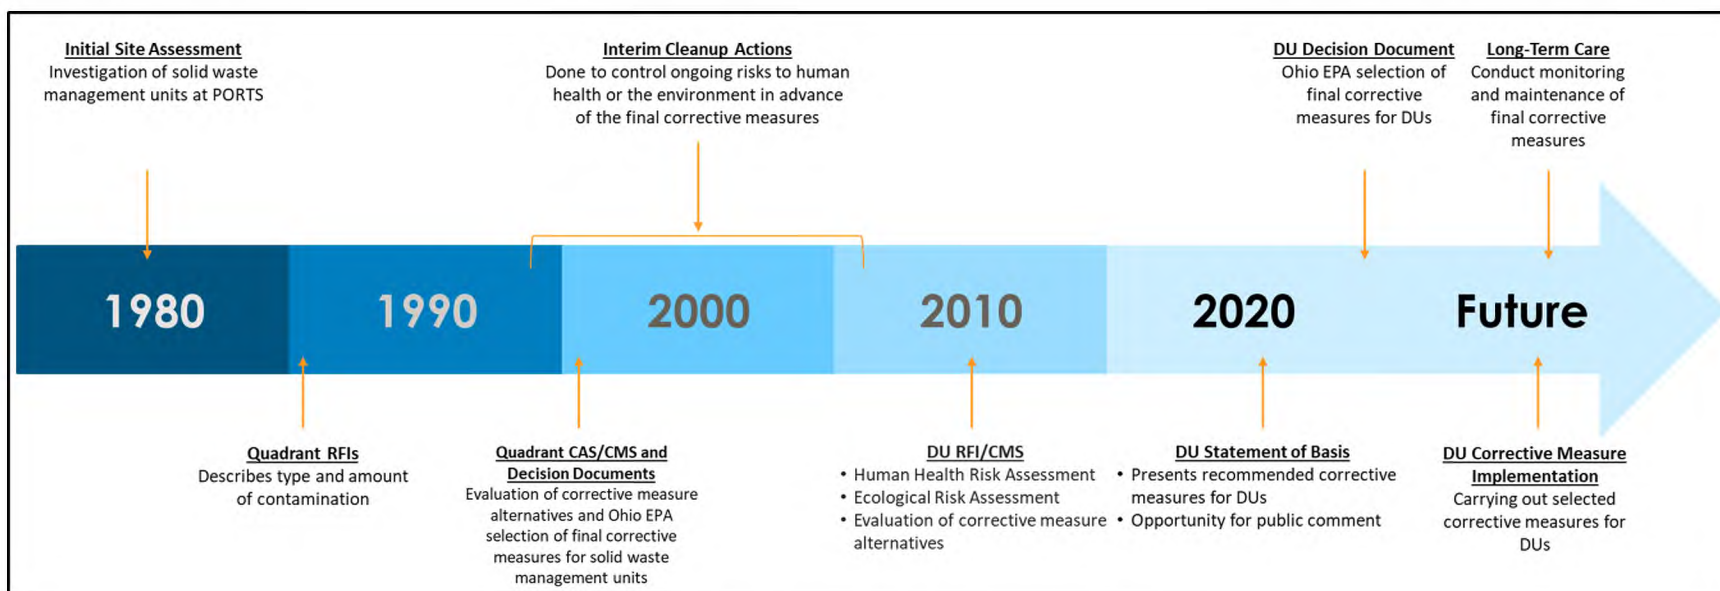 Initial Site Assessment
Investigation of solid waste
management units at PORTS
Interim Cleanup Actions
Done to control ongoing risks to human
health or the environment in advance
of the final corrective measures
DU Decision Document
Ohio EPA selection of
final corrective
measures for DUs
Long-Term Care
Conduct monitoring
and maintenance of
final corrective
measures
1980
1990
2000
2010
2020
Future
Quadrant RFIs
Describes type and amount
of contamination
Quadrant CAS/CMS and
Decision Documents
Evaluation of corrective measure
alternatives and Ohio EPA
selection of final corrective
measures for solid waste
management units
DU RFI/CMS
• Human Health Risk Assessment
• Ecological Risk Assessment
• Evaluation of corrective measure
alternatives
DU Statement of Basis
• Presents recommended corrective
measures for DUs
• Opportunity for public comment
DU Corrective Measure
Implementation
Carrying out selected
corrective measures for
DUs